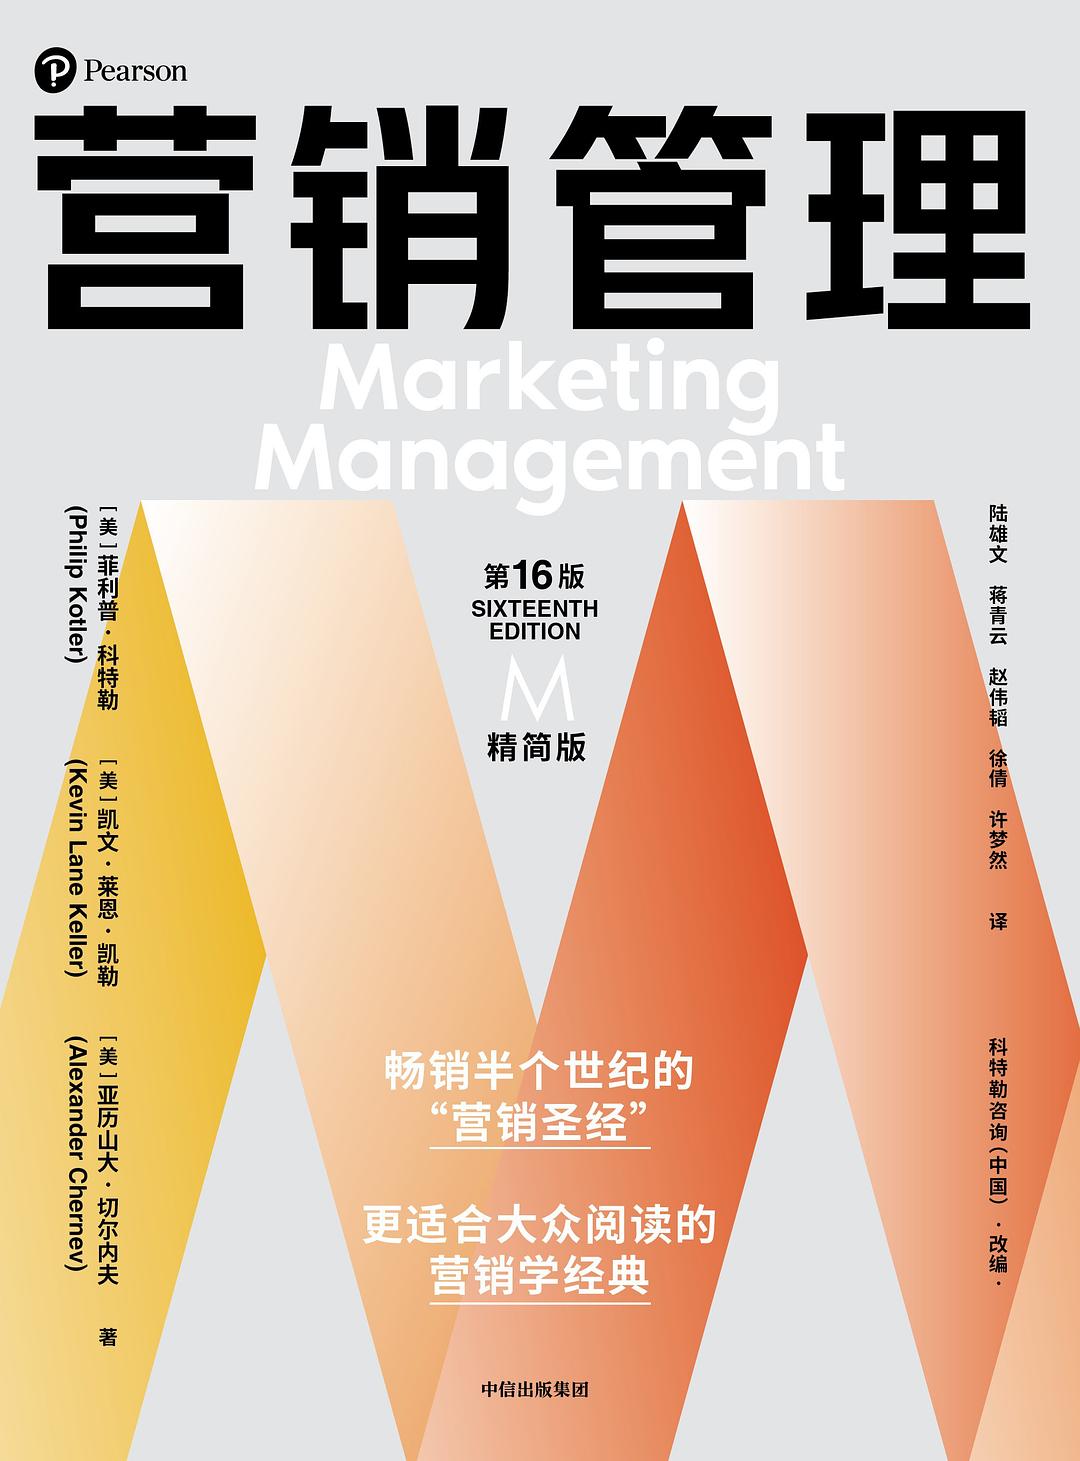 Pearson
营销管理
Marketing
Management
[美]菲利普·科特勒
(Philip Kotler)
[美]凯文·莱恩·凯勒
(Kevin Lane Keller)
[美]亚历山大·切尔内夫
(Alexander Chernev)
著
第16版
SIXTEENTH
EDITION
M
精简版
陆雄文 蒋青云 赵伟韬 徐倩 许梦然 译
科特勒咨询(中国)·改编·
畅销半个世纪的
“营销圣经”
更适合大众阅读的
营销学经典
中信出版集团